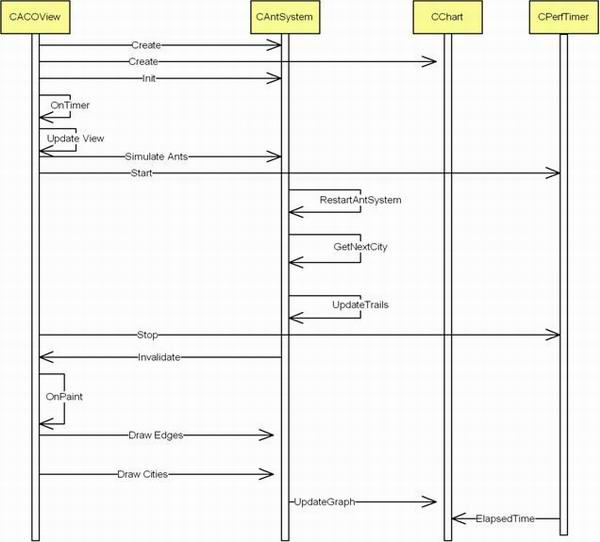 CACOView
CAntSystem
CChart
CPerfTimer
Create
Create
Init
OnTimer
Update View
Simulate Ants
Start
RestartAntSystem
GetNextCity
UpdateTrails
Stop
Invalidate
OnPaint
Draw Edges
Draw Cities
UpdateGraph
ElapsedTime